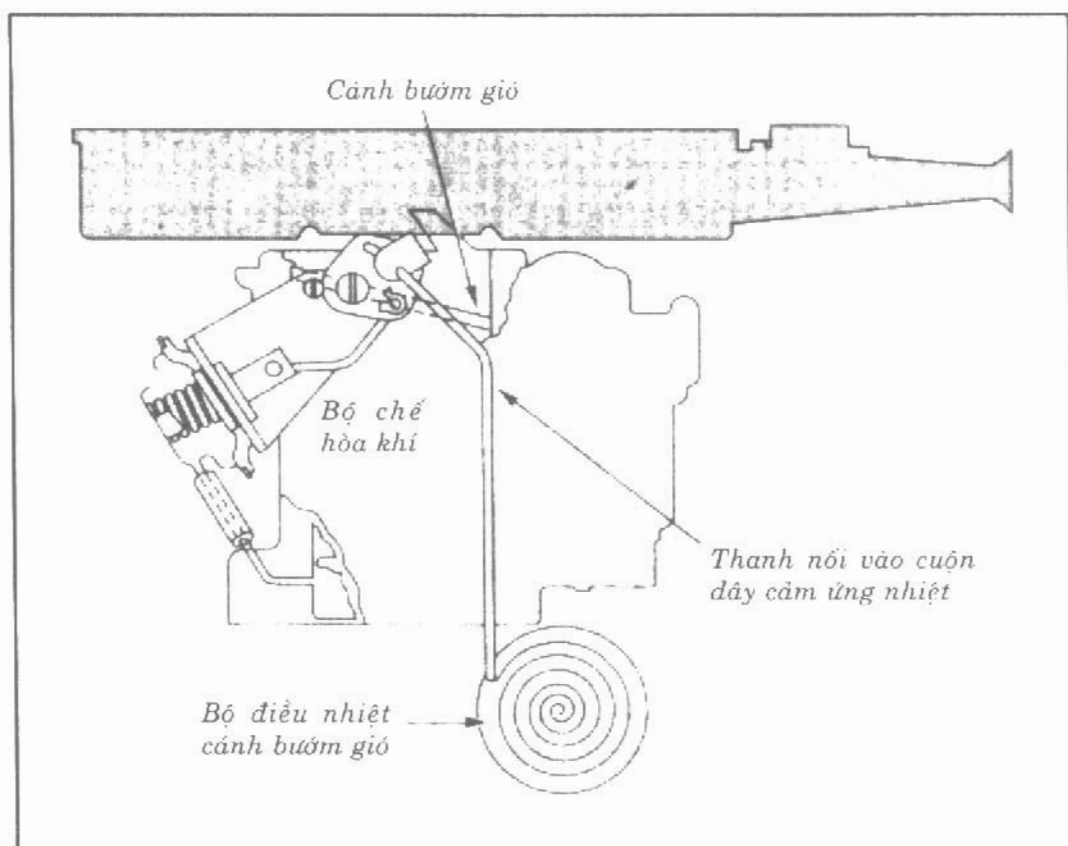 Cánh bướm gió
Bộ chế
hòa khí
Thanh nối vào cuộn
dây cảm ứng nhiệt
Bộ điều nhiệt
cánh bướm gió